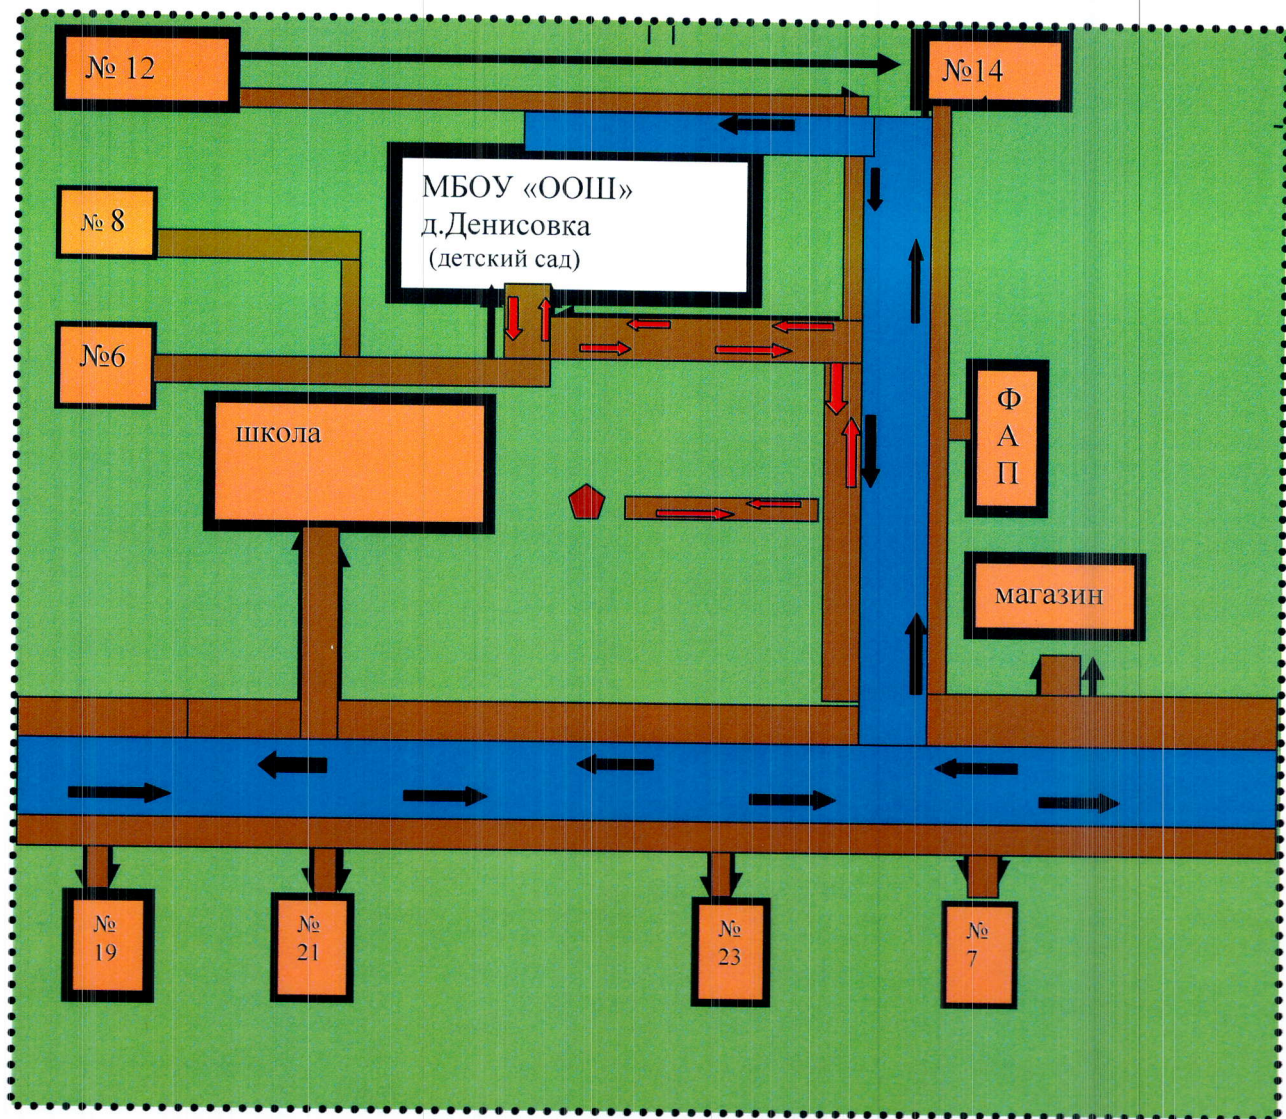 № 12
№14
МБОУ «ООШ»
д.Денисовка
(детский сад)
№ 8
№6
школа
Ф
А
П
магазин
№
19
№
21
№
23
№
7